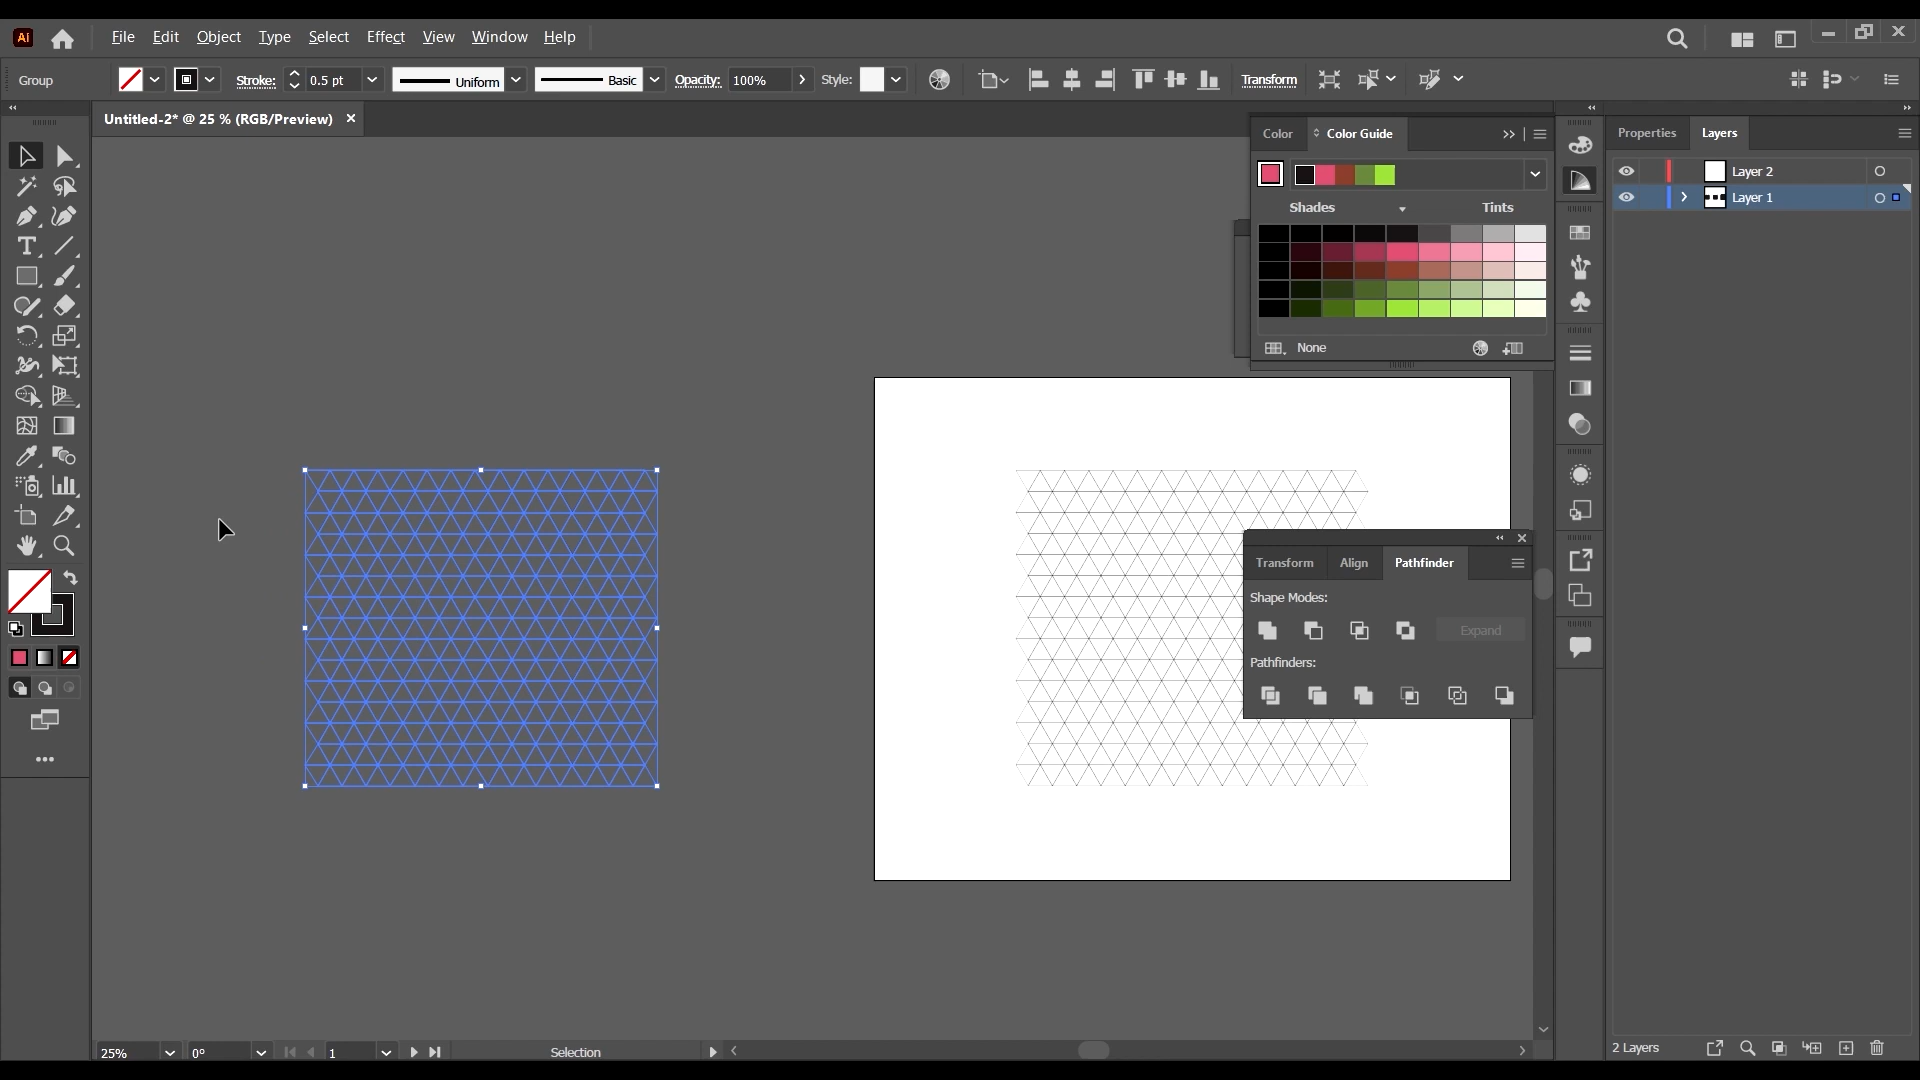 Ai File Edit Object Type Select Effect View Window Help
Group Stroke: 0.5 pt Uniform Basic Opacity: 100% Style: Transform
Untitled-2* @ 25 % (RGB/Preview)
Color Color Guide
Shades Tints
None
Properties Layers
Layer 2
Layer 1
Transform Align Pathfinder
Shape Modes:
Expand
Pathfinders:
25% 0° 1 Selection
2 Layers